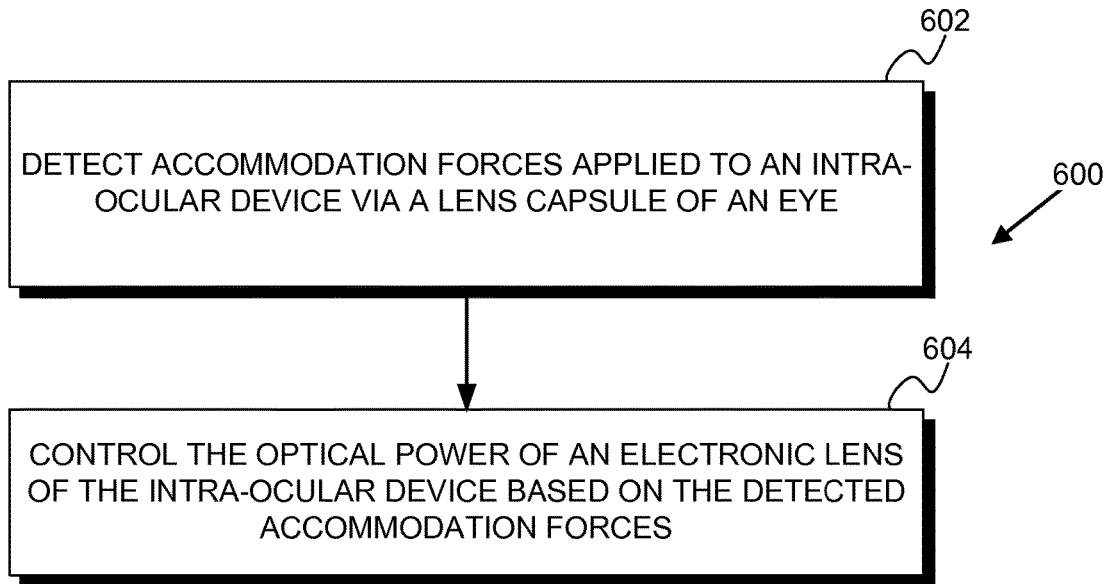 602
DETECT ACCOMMODATION FORCES APPLIED TO AN INTRA-
OCULAR DEVICE VIA A LENS CAPSULE OF AN EYE
600
604
CONTROL THE OPTICAL POWER OF AN ELECTRONIC LENS
OF THE INTRA-OCULAR DEVICE BASED ON THE DETECTED
ACCOMMODATION FORCES